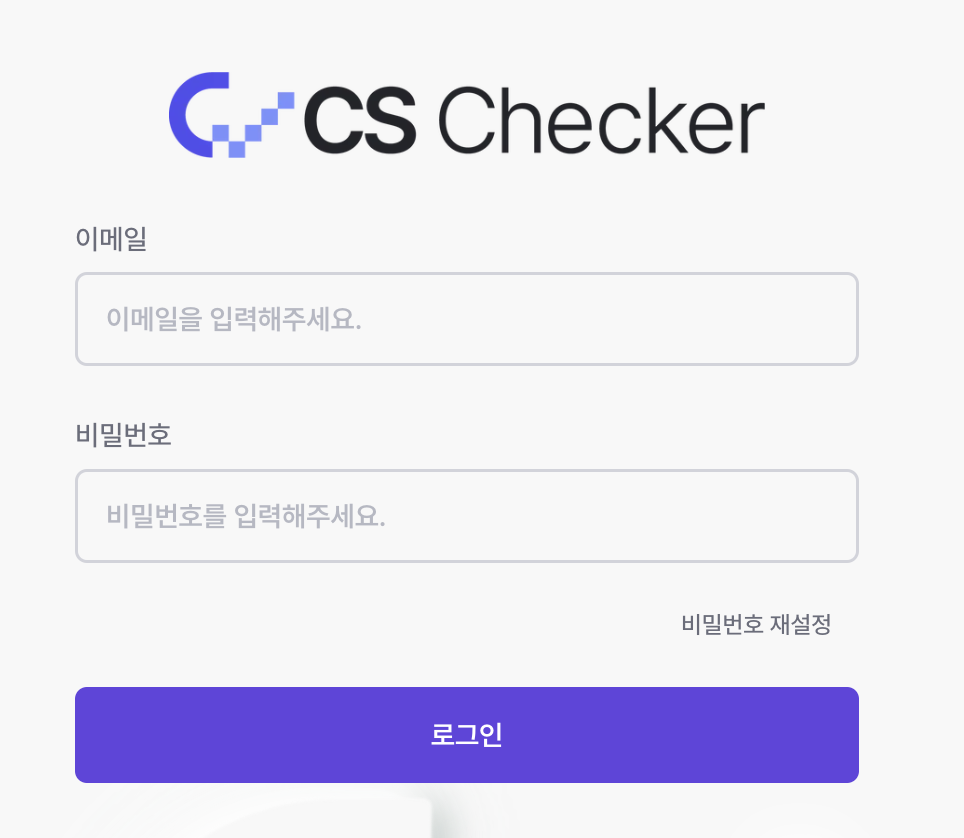 CS Checker
이메일
이메일을 입력해주세요.
비밀번호
비밀번호를 입력해주세요.
비밀번호 재설정
로그인